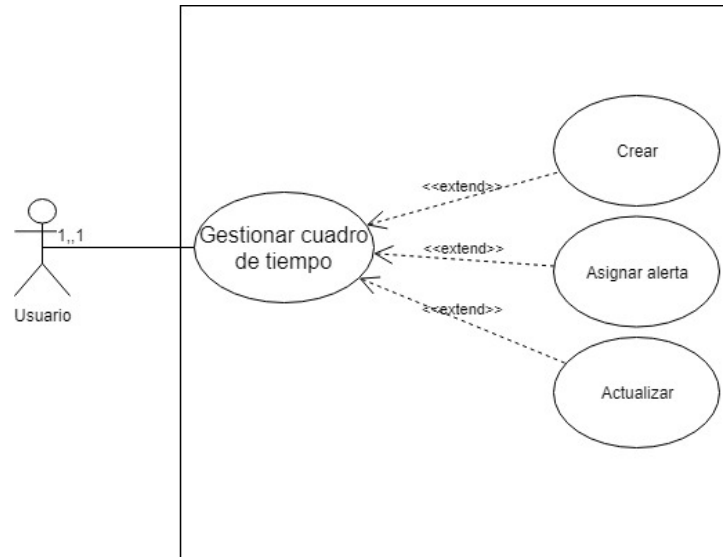 Crear
<<extend>>
1,,1
Gestionar cuadro
de tiempo
<<extend>>
Asignar alerta
Usuario
<<extend>>
Actualizar